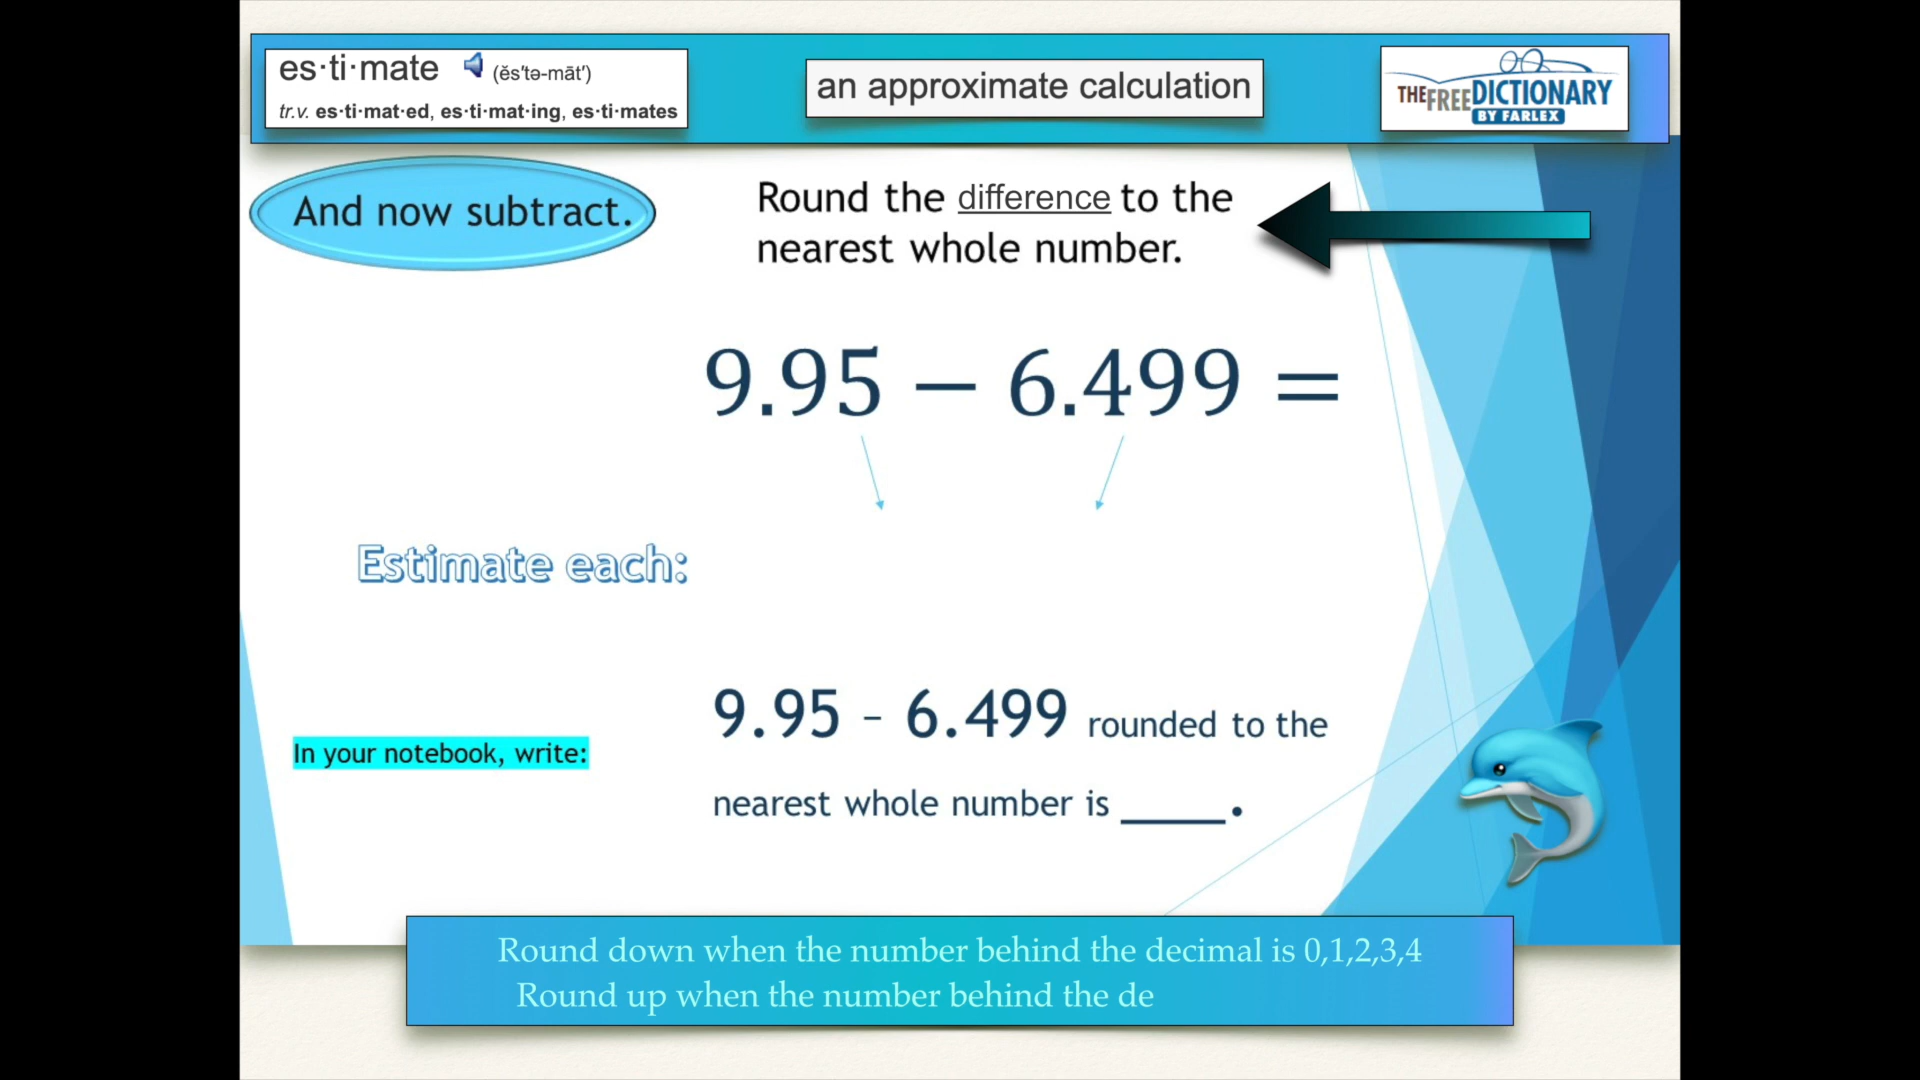 es·ti·mate (ĕs′tə-māt′)
tr.v. es·ti·mat·ed, es·ti·mat·ing, es·ti·mates
an approximate calculation
THEFREEDICTIONARY
BY FARLEX
And now subtract.
Round the difference to the
nearest whole number.
9.95 − 6.499 =
Estimate each:
In your notebook, write:
9.95 - 6.499 rounded to the
nearest whole number is _____.
Round down when the number behind the decimal is 0,1,2,3,4
Round up when the number behind the de